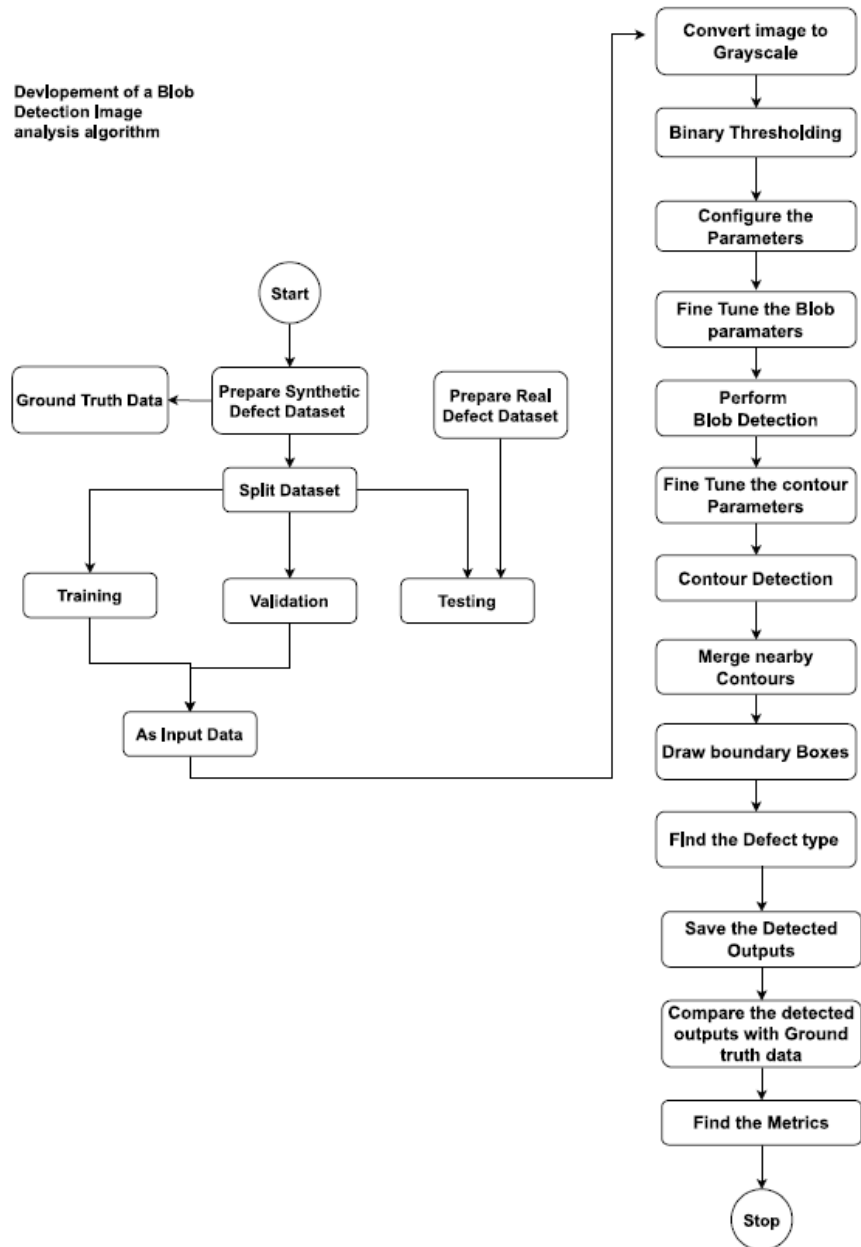 Devlopement of a Blob
Detection Image
analysis algorithm
Start
Ground Truth Data
Prepare Synthetic
Defect Dataset
Prepare Real
Defect Dataset
Split Dataset
Training
Validation
Testing
As Input Data
Convert image to
Grayscale
Binary Thresholding
Configure the
Parameters
Fine Tune the Blob
paramaters
Perform
Blob Detection
Fine Tune the contour
Parameters
Contour Detection
Merge nearby
Contours
Draw boundary Boxes
FInd the Defect type
Save the Detected
Outputs
Compare the detected
outputs with Ground
truth data
Find the Metrics
Stop